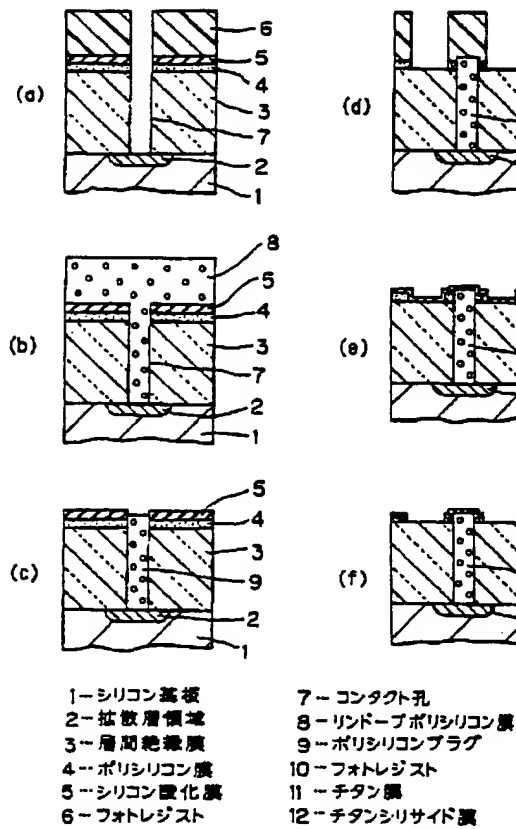 (a)
6
5
4
3
7
2
1
(d)
(b)
8
5
4
3
7
2
1
(e)
(c)
5
4
3
9
2
1
(f)
1--シリコン基板
2--拡散層領域
3--層間絶縁膜
4--ポリシリコン膜
5--シリコン酸化膜
6--フォトレジスト
7--コンタクト孔
8--リンドープポリシリコン膜
9--ポリシリコンプラグ
10--フォトレジスト
11--チタン膜
12--チタンシリサイド膜